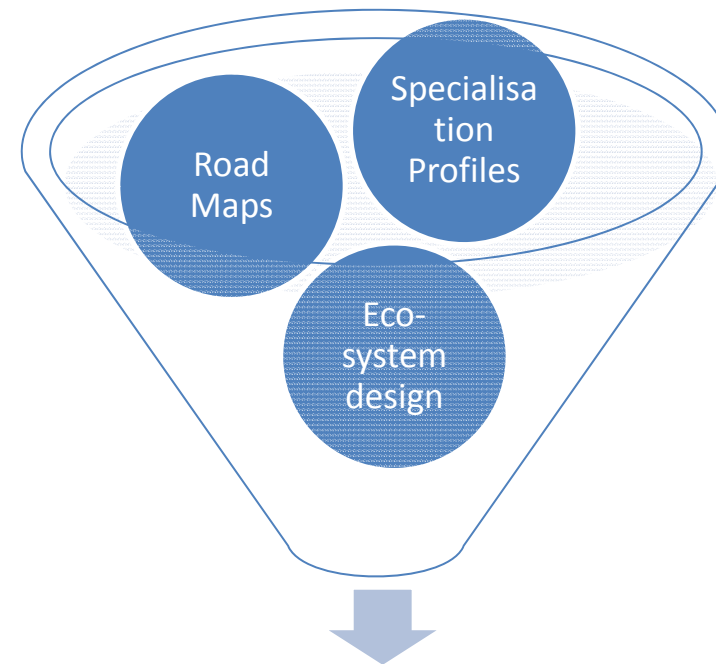 Specialisa
tion
Profiles
Road
Maps
Eco-
system
design